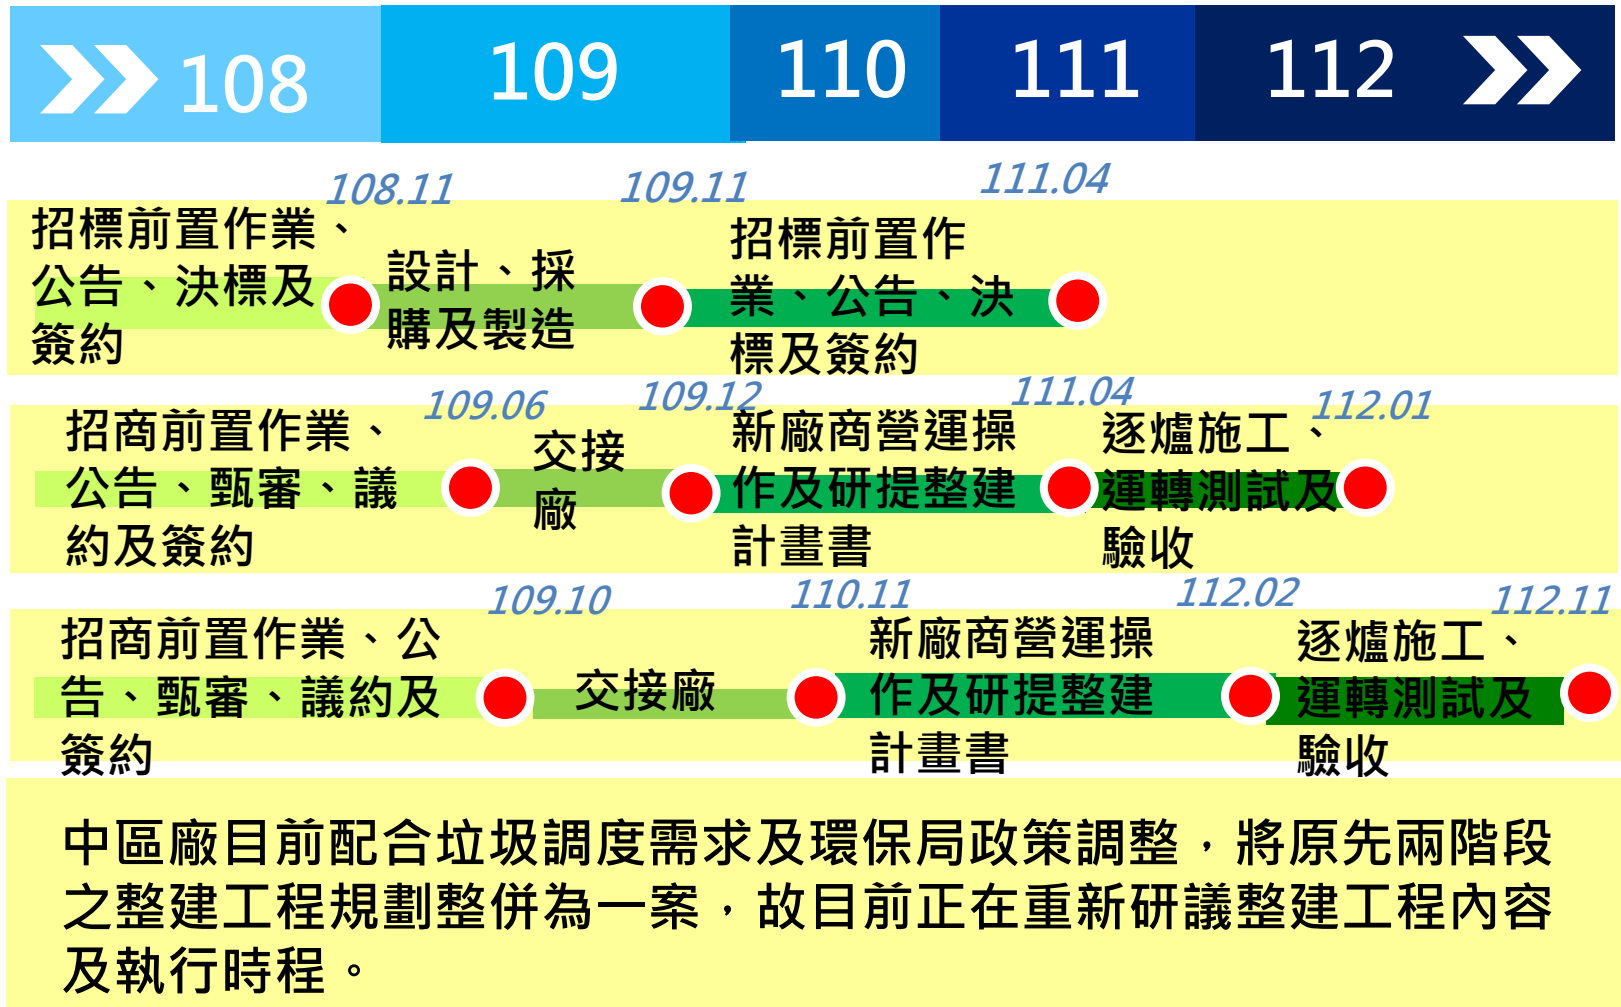 108 109 110 111 112
108.11 109.11 111.04
招標前置作業、
公告、決標及
簽約
設計、採
購及製造
招標前置作
業、公告、決
標及簽約
109.06 109.12 111.04 112.01
招商前置作業、
公告、甄審、議
約及簽約
交接
廠
新廠商營運操
作及研提整建
計畫書
逐爐施工、
運轉測試及
驗收
109.10 110.11 112.02 112.11
招商前置作業、公
告、甄審、議約及
簽約
交接廠
新廠商營運操
作及研提整建
計畫書
逐爐施工、
運轉測試及
驗收
中區廠目前配合垃圾調度需求及環保局政策調整，將原先兩階段
之整建工程規劃整併為一案，故目前正在重新研議整建工程內容
及執行時程。